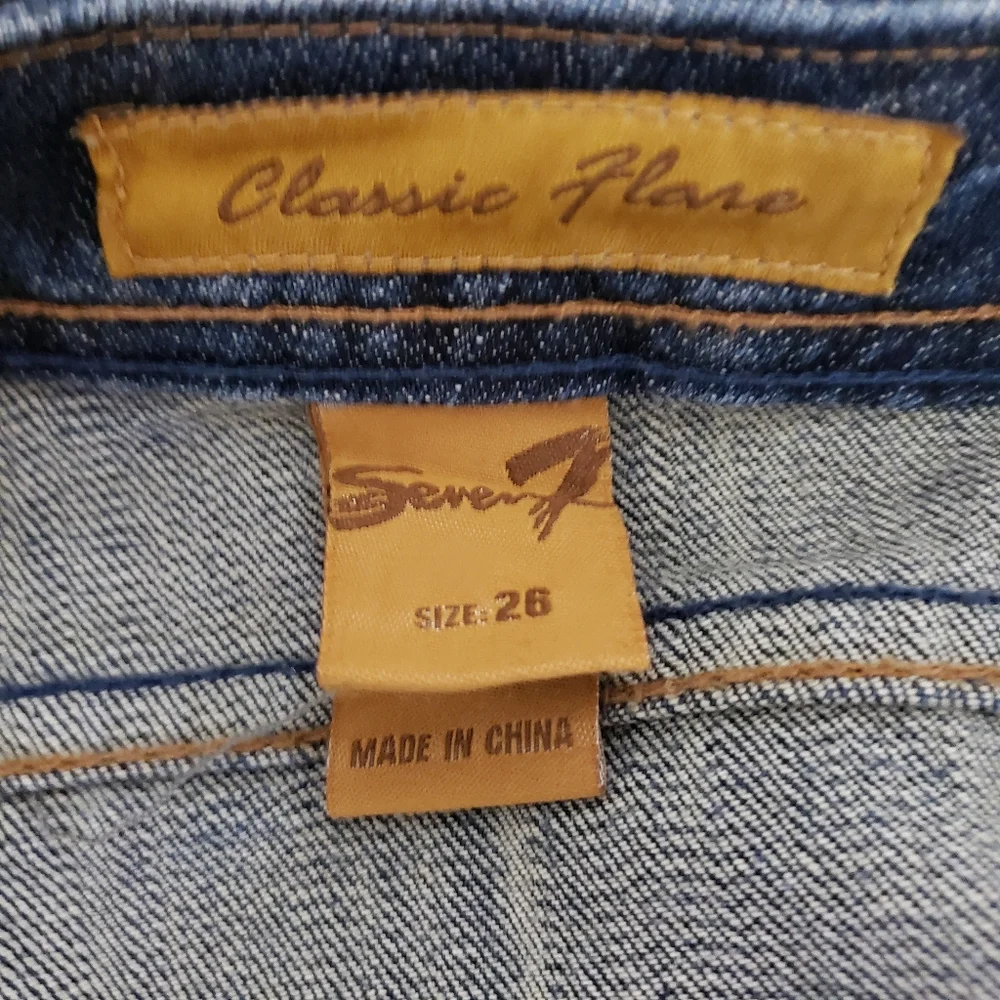 Classic Flare
Seven7
SIZE: 26
MADE IN CHINA